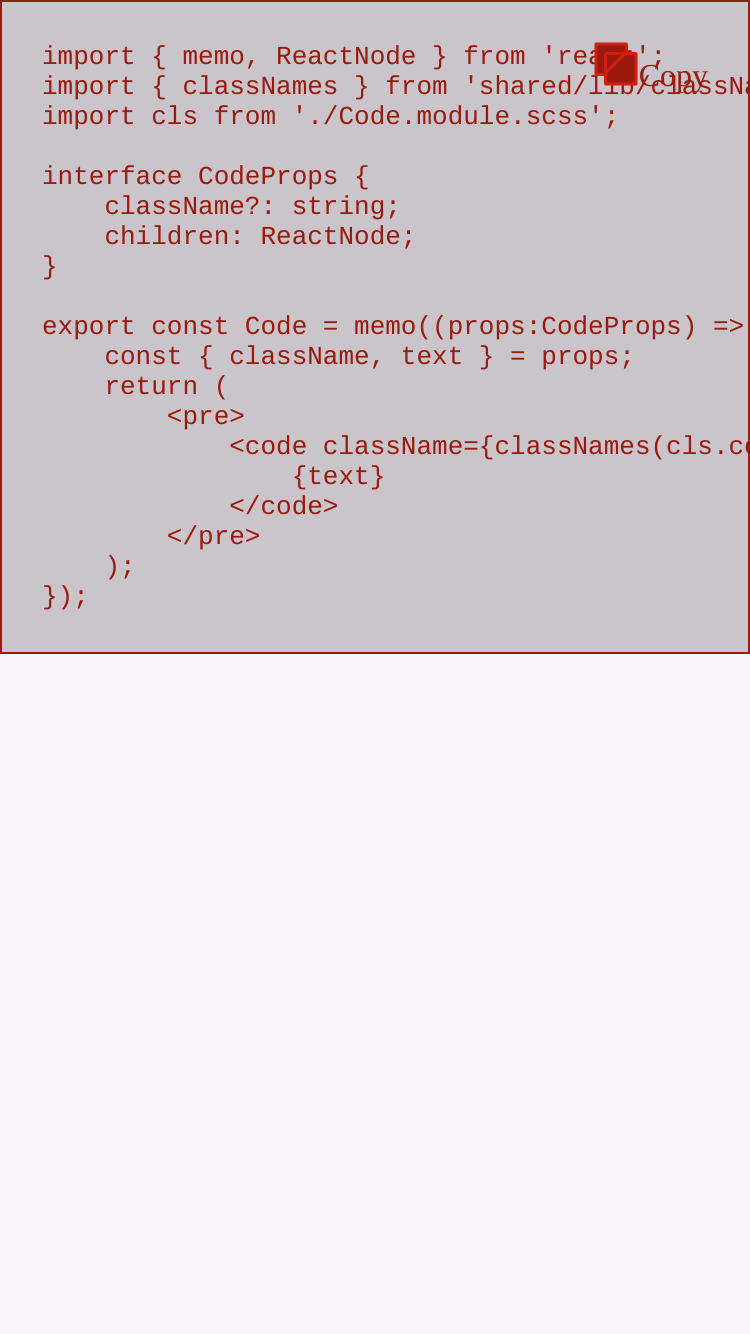 import { memo, ReactNode } from 'react';
Copy
import { classNames } from 'shared/lib/classNa
import cls from './Code.module.scss';
interface CodeProps {
    className?: string;
    children: ReactNode;
}
export const Code = memo((props:CodeProps) =>
    const { className, text } = props;
    return (
        <pre>
            <code className={classNames(cls.co
                {text}
            </code>
        </pre>
    );
});